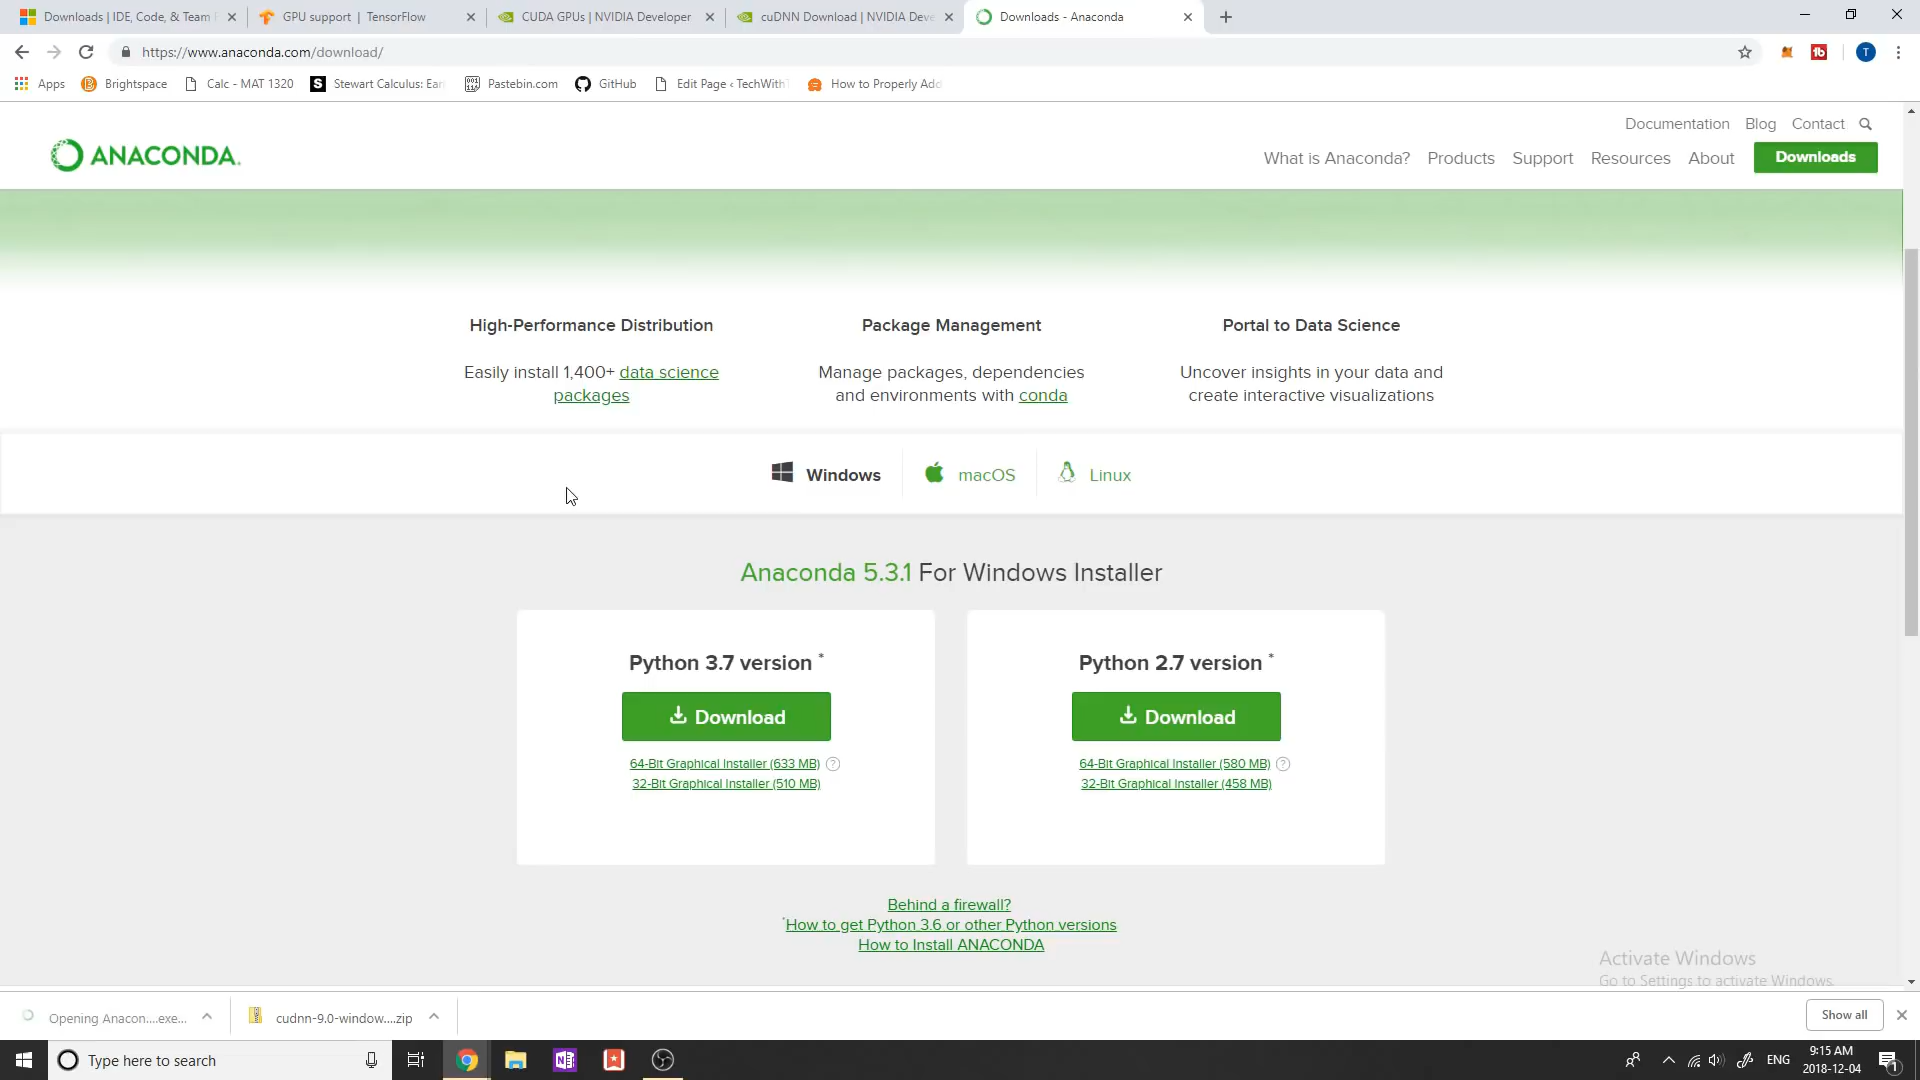 Downloads | IDE, Code, & Team F
GPU support | TensorFlow
CUDA GPUs | NVIDIA Developer
cuDNN Download | NVIDIA Deve
Downloads - Anaconda
https://www.anaconda.com/download/
T
Apps
Brightspace
Calc - MAT 1320
S
Stewart Calculus: Ear
Pastebin.com
GitHub
Edit Page ‹ TechWithT
How to Properly Add
Documentation
Blog
Contact
ANACONDA.
What is Anaconda?
Products
Support
Resources
About
Downloads
High-Performance Distribution
Package Management
Portal to Data Science
Easily install 1,400+ data science
packages
Manage packages, dependencies
and environments with conda
Uncover insights in your data and
create interactive visualizations
Windows
macOS
Linux
Anaconda 5.3.1 For Windows Installer
Python 3.7 version *
Download
64-Bit Graphical Installer (633 MB) ?
32-Bit Graphical Installer (510 MB)
Python 2.7 version *
Download
64-Bit Graphical Installer (580 MB) ?
32-Bit Graphical Installer (458 MB)
Behind a firewall?
*How to get Python 3.6 or other Python versions
How to Install ANACONDA
Activate Windows
Go to Settings to activate Windows.
Opening Anacon....exe...
cudnn-9.0-window....zip
Show all
Type here to search
ENG
9:15 AM
2018-12-04
1